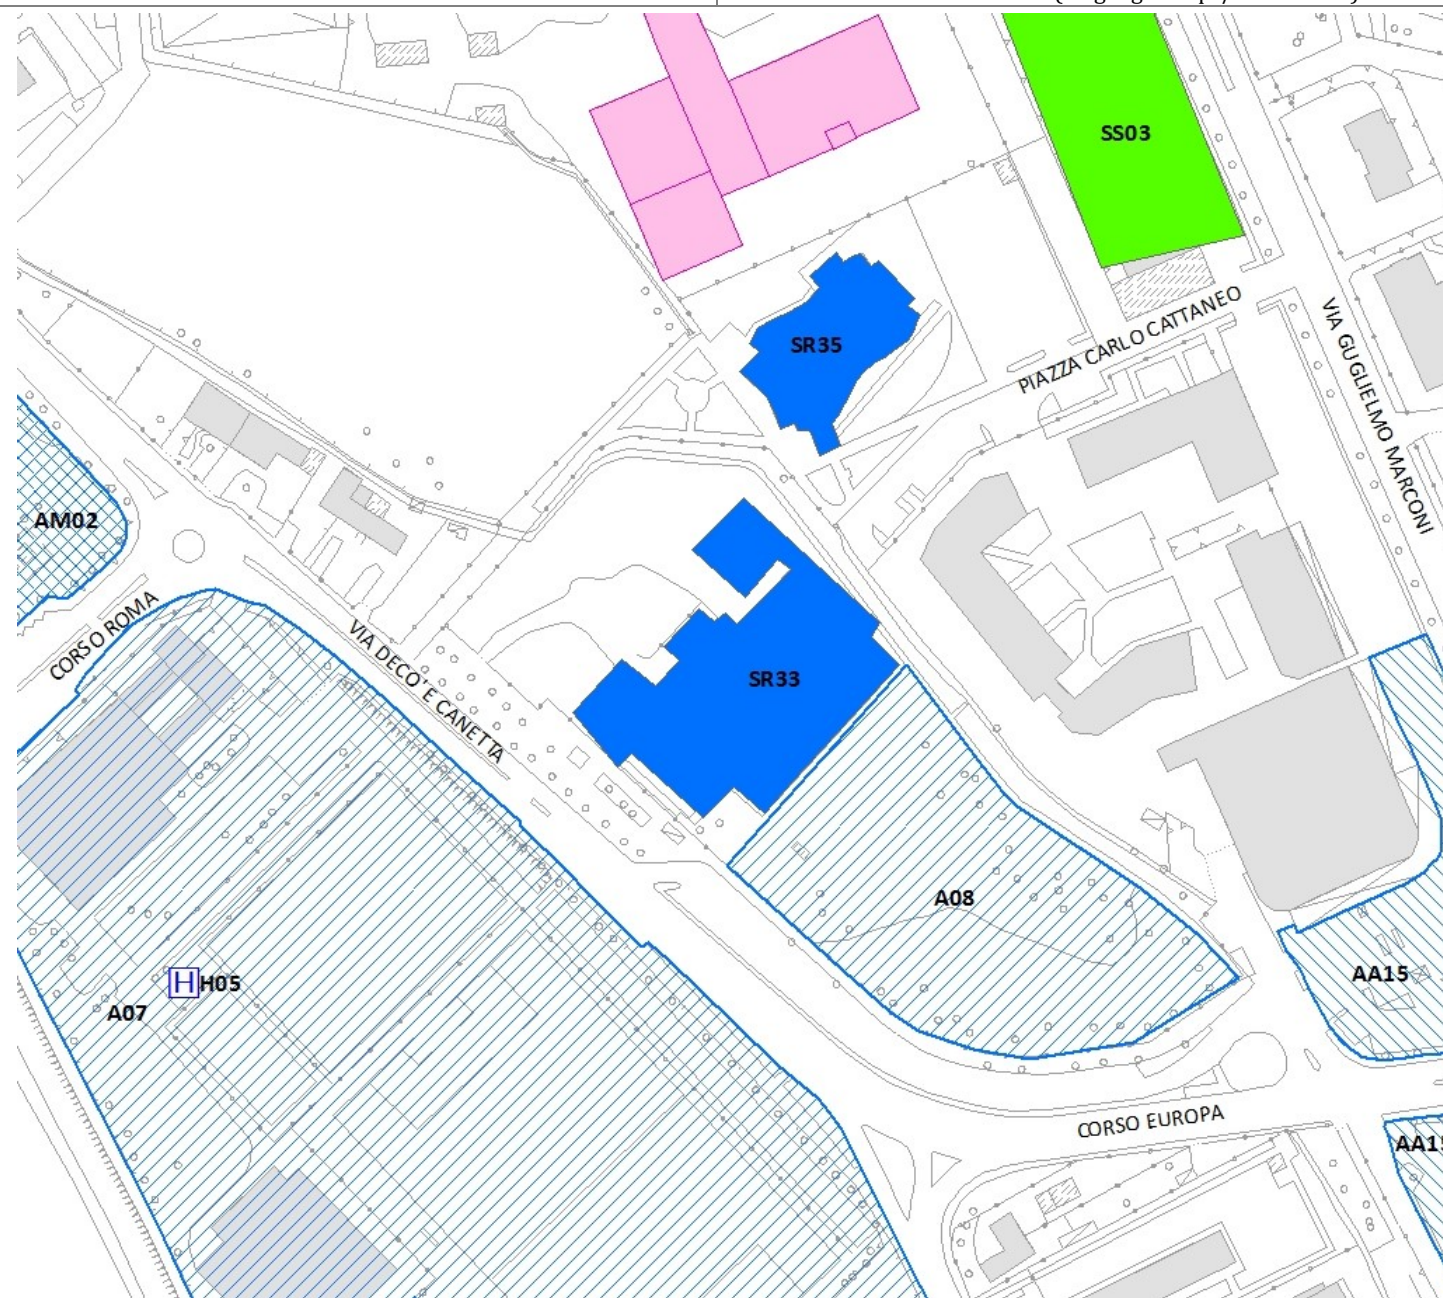 SS03
PIAZZA CARLO CATTANEO
VIA GUGLIELMO MARCONI
SR35
AM02
CORSO ROMA
VIA DECO' E CANETTA
SR33
A08
AA15
H H05
A07
CORSO EUROPA